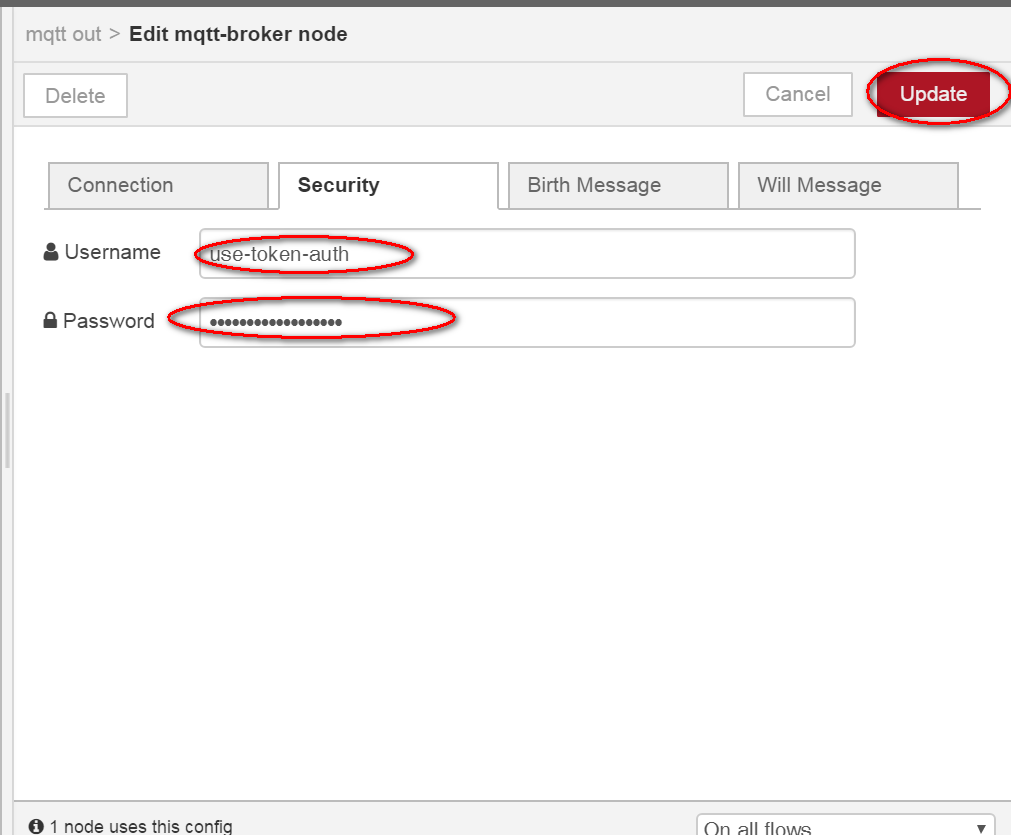 mqtt out > Edit mqtt-broker node
Delete
Cancel
Update
Connection
Security
Birth Message
Will Message
Username
use-token-auth
Password
••••••••••••••••••
1 node uses this config
On all flows